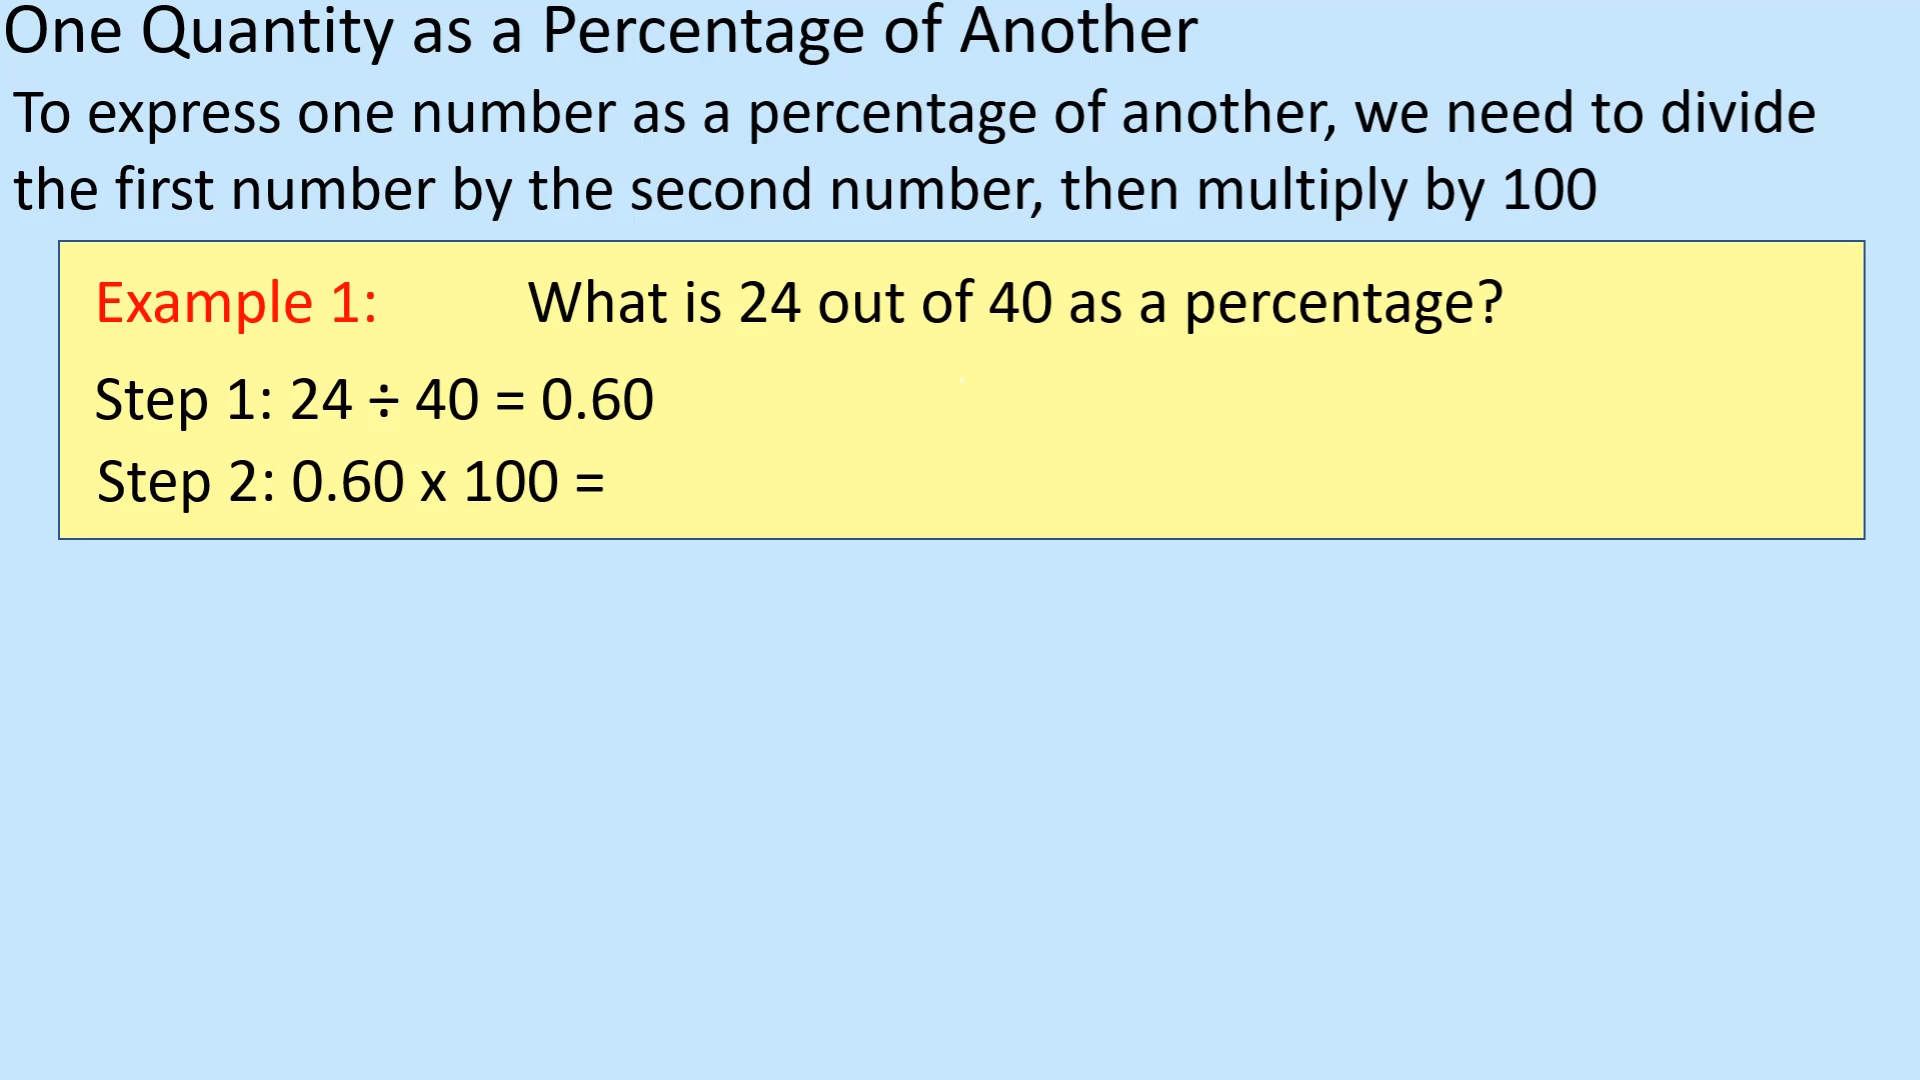 One Quantity as a Percentage of Another
To express one number as a percentage of another, we need to divide
the first number by the second number, then multiply by 100
Example 1: What is 24 out of 40 as a percentage?
Step 1: 24 ÷ 40 = 0.60
Step 2: 0.60 x 100 =